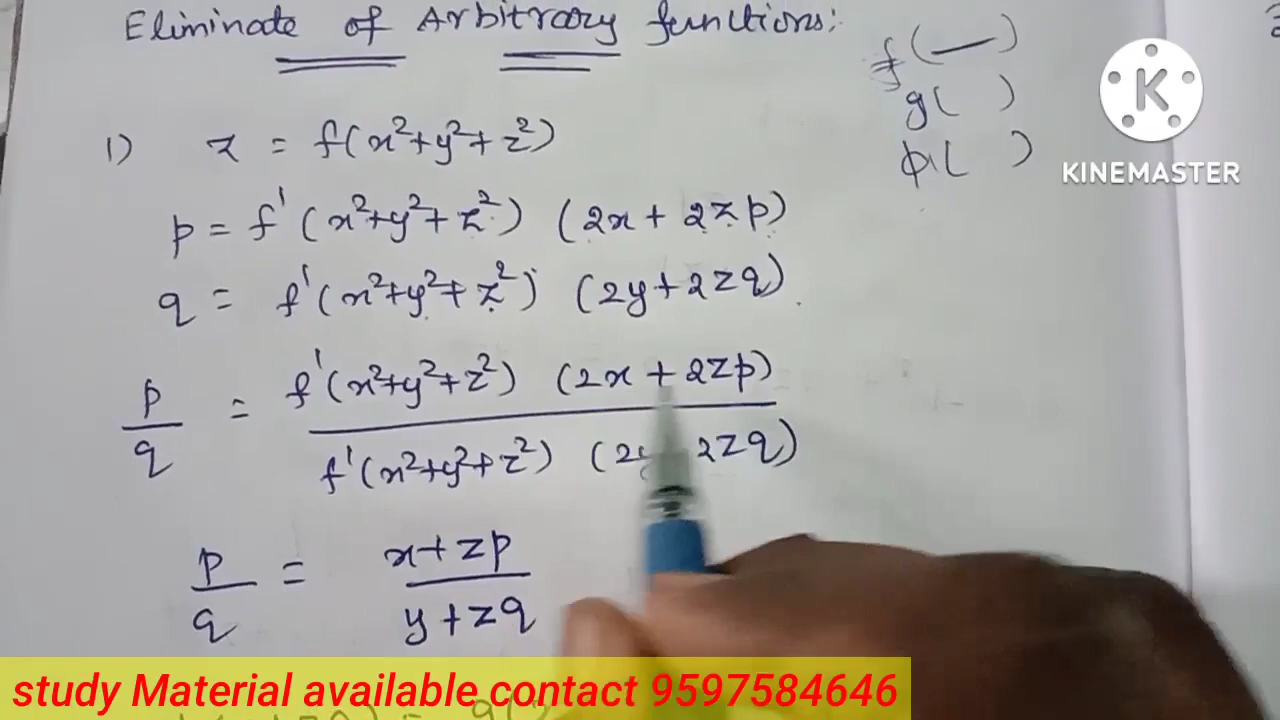 Eliminate of Arbitrary functions:
f( — )
g( )
ϕ( )
K
KINEMASTER
1) z = f(x²+y²+z²)
p = f'(x²+y²+z²) (2x+2zp)
q = f'(x²+y²+z²) (2y+2zq).
p/q = f'(x²+y²+z²) (2x+2zp) / f'(x²+y²+z²) (2y 2zq)
p/q = x+zp / y+zq
study Material available contact 9597584646